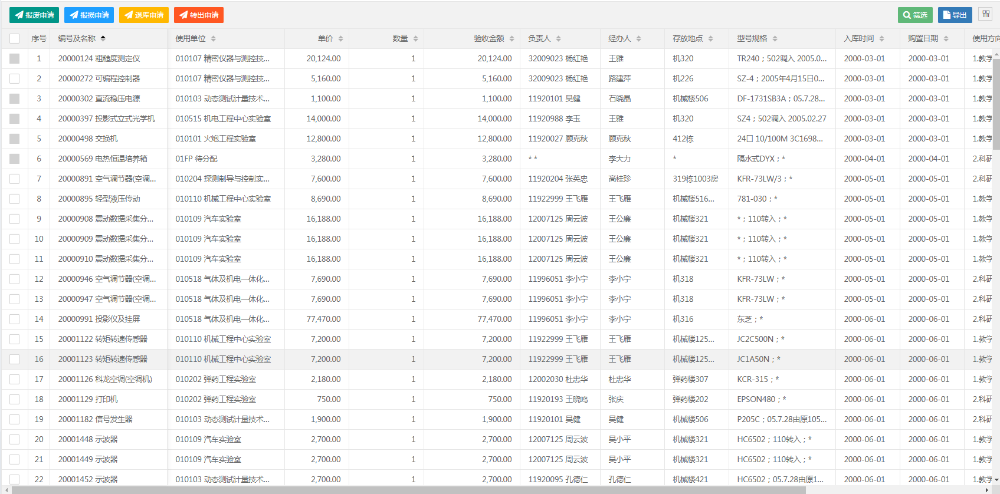 报废申请 报损申请 退库申请 转出申请 筛选 导出
序号 编号及名称 使用单位 单价 数量 验收金额 负责人 经办人 存放地点 型号规格 入库时间 购置日期 使用方向
1 20000124 粗糙度测定仪 010107 精密仪器与测控技... 20,124.00 1 20,124.00 32009023 杨红艳 王雅 机320 TR240；502调入 2005.0... 2000-03-01 2000-03-01 1.教学
2 20000272 可编程控制器 010107 精密仪器与测控技... 5,160.00 1 5,160.00 32009023 杨红艳 路建萍 机226 SZ-4；2005年4月15日0... 2000-03-01 2000-03-01 1.教学
3 20000302 直流稳压电源 010103 动态测试计量技术... 1,100.00 1 1,100.00 11920101 吴健 石晓晶 机械楼506 DF-1731SB3A；05.7.28... 2000-03-01 2000-03-01 1.教学
4 20000397 投影式立式光学机 010515 机电工程中心实验室 14,000.00 1 14,000.00 11920988 李玉 王雅 机320 SZ4；502调入 2005.02.27 2000-03-01 2000-03-01 1.教学
5 20000498 交换机 010101 火炮工程实验室 12,800.00 1 12,800.00 11920027 顾克秋 顾克秋 412栋 24口 10/100M 3C1698... 2000-03-01 2000-03-01 1.教学
6 20000569 电热恒温培养箱 01FP 待分配 3,280.00 1 3,280.00 * * 李大力 * 隔水式DYX；* 2000-04-01 2000-04-01 2.科研
7 20000891 空气调节器(空调... 010204 探测制导与控制实... 7,600.00 1 7,600.00 11920204 张英忠 高桂珍 319栋1003房 KFR-73LW/3；* 2000-05-01 2000-05-01 2.科研
8 20000895 轻型液压传动 010110 机械工程中心实验室 8,690.00 1 8,690.00 11922999 王飞雁 王飞雁 机械楼516... 781-030；* 2000-05-01 2000-05-01 1.教学
9 20000908 震动数据采集分... 010109 汽车实验室 16,188.00 1 16,188.00 12007125 周云波 王公廉 机械楼321 *；110转入；* 2000-05-01 2000-05-01 1.教学
10 20000909 震动数据采集分... 010109 汽车实验室 16,188.00 1 16,188.00 12007125 周云波 王公廉 机械楼321 *；110转入；* 2000-05-01 2000-05-01 1.教学
11 20000910 震动数据采集分... 010109 汽车实验室 16,188.00 1 16,188.00 12007125 周云波 王公廉 机械楼321 *；110转入；* 2000-05-01 2000-05-01 1.教学
12 20000946 空气调节器(空调... 010518 气体及机电一体化... 7,690.00 1 7,690.00 11996051 李小宁 李小宁 机318 KFR-73LW；* 2000-05-01 2000-05-01 2.科研
13 20000947 空气调节器(空调... 010518 气体及机电一体化... 7,690.00 1 7,690.00 11996051 李小宁 李小宁 机318 KFR-73LW；* 2000-05-01 2000-05-01 2.科研
14 20000991 投影仪及挂屏 010518 气体及机电一体化... 77,470.00 1 77,470.00 11996051 李小宁 李小宁 机316 东芝；* 2000-06-01 2000-06-01 2.科研
15 20001122 转矩转速传感器 010110 机械工程中心实验室 7,200.00 1 7,200.00 11922999 王飞雁 王飞雁 机械楼125... JC2C500N；* 2000-06-01 2000-06-01 1.教学
16 20001123 转矩转速传感器 010110 机械工程中心实验室 7,200.00 1 7,200.00 11922999 王飞雁 王飞雁 机械楼125... JC1A50N；* 2000-06-01 2000-06-01 1.教学
17 20001126 科龙空调(空调机) 010202 弹药工程实验室 2,180.00 1 2,180.00 12002030 杜忠华 杜忠华 弹药楼307 KCR-315；* 2000-06-01 2000-06-01 1.教学
18 20001129 打印机 010202 弹药工程实验室 750.00 1 750.00 11920193 王晓鸣 张庆 弹药楼202 EPSON480；* 2000-06-01 2000-06-01 2.科研
19 20001182 信号发生器 010103 动态测试计量技术... 1,900.00 1 1,900.00 11920101 吴健 吴健 机械楼506 P205C；05.7.28由原105... 2000-06-01 2000-06-01 2.科研
20 20001448 示波器 010109 汽车实验室 2,700.00 1 2,700.00 12007125 周云波 吴小平 机械楼321 HC6502；110转入；* 2000-06-01 2000-06-01 1.教学
21 20001449 示波器 010109 汽车实验室 2,700.00 1 2,700.00 12007125 周云波 吴小平 机械楼321 HC6502；110转入；* 2000-06-01 2000-06-01 1.教学
22 20001452 示波器 010103 动态测试计量技术... 2,700.00 1 2,700.00 11920095 孔德仁 孔德仁 机械楼421 HC6502；05.7.28由原1... 2000-06-01 2000-06-01 1.教学